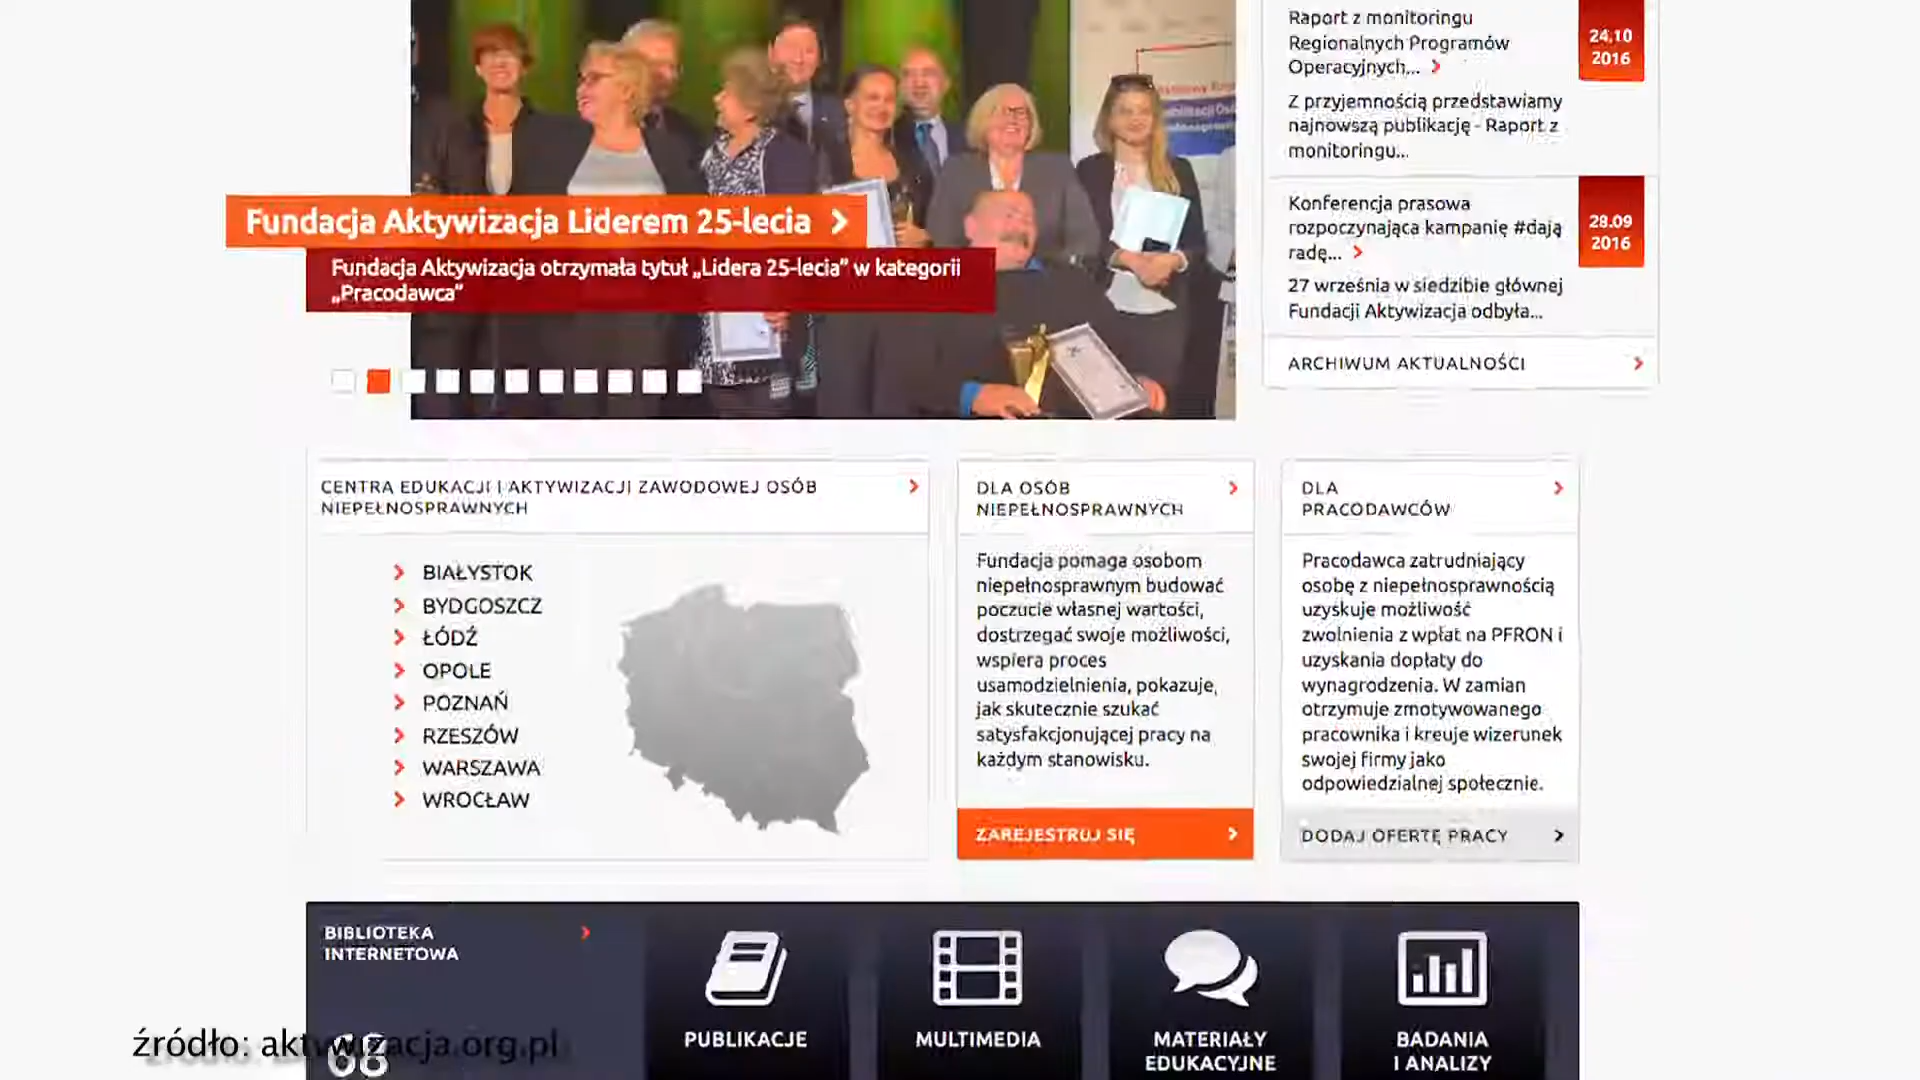 Raport z monitoringu
Regionalnych Programów
Operacyjnych...
24.10
2016
Z przyjemnością przedstawiamy
najnowszą publikację - Raport z
monitoringu...
Konferencja prasowa
rozpoczynająca kampanię #dają
radę...
28.09
2016
27 września w siedzibie głównej
Fundacji Aktywizacja odbyła...
ARCHIWUM AKTUALNOŚCI
Fundacja Aktywizacja Liderem 25-lecia
Fundacja Aktywizacja otrzymała tytuł „Lidera 25-lecia” w kategorii
„Pracodawca”
CENTRA EDUKACJI I AKTYWIZACJI ZAWODOWEJ OSÓB
NIEPEŁNOSPRAWNYCH
BIAŁYSTOK
BYDGOSZCZ
ŁÓDŹ
OPOLE
POZNAŃ
RZESZÓW
WARSZAWA
WROCŁAW
DLA OSÓB
NIEPEŁNOSPRAWNYCH
Fundacja pomaga osobom
niepełnosprawnym budować
poczucie własnej wartości,
dostrzegać swoje możliwości,
wspiera proces
usamodzielnienia, pokazuje,
jak skutecznie szukać
satysfakcjonującej pracy na
każdym stanowisku.
ZAREJESTRUJ SIĘ
DLA
PRACODAWCÓW
Pracodawca zatrudniający
osobę z niepełnosprawnością
uzyskuje możliwość
zwolnienia z wpłat na PFRON i
uzyskania dopłaty do
wynagrodzenia. W zamian
otrzymuje zmotywowanego
pracownika i kreuje wizerunek
swojej firmy jako
odpowiedzialnej społecznie.
DODAJ OFERTĘ PRACY
BIBLIOTEKA
INTERNETOWA
68
PUBLIKACJE
MULTIMEDIA
MATERIAŁY
EDUKACYJNE
BADANIA
I ANALIZY
źródło: aktywizacja.org.pl